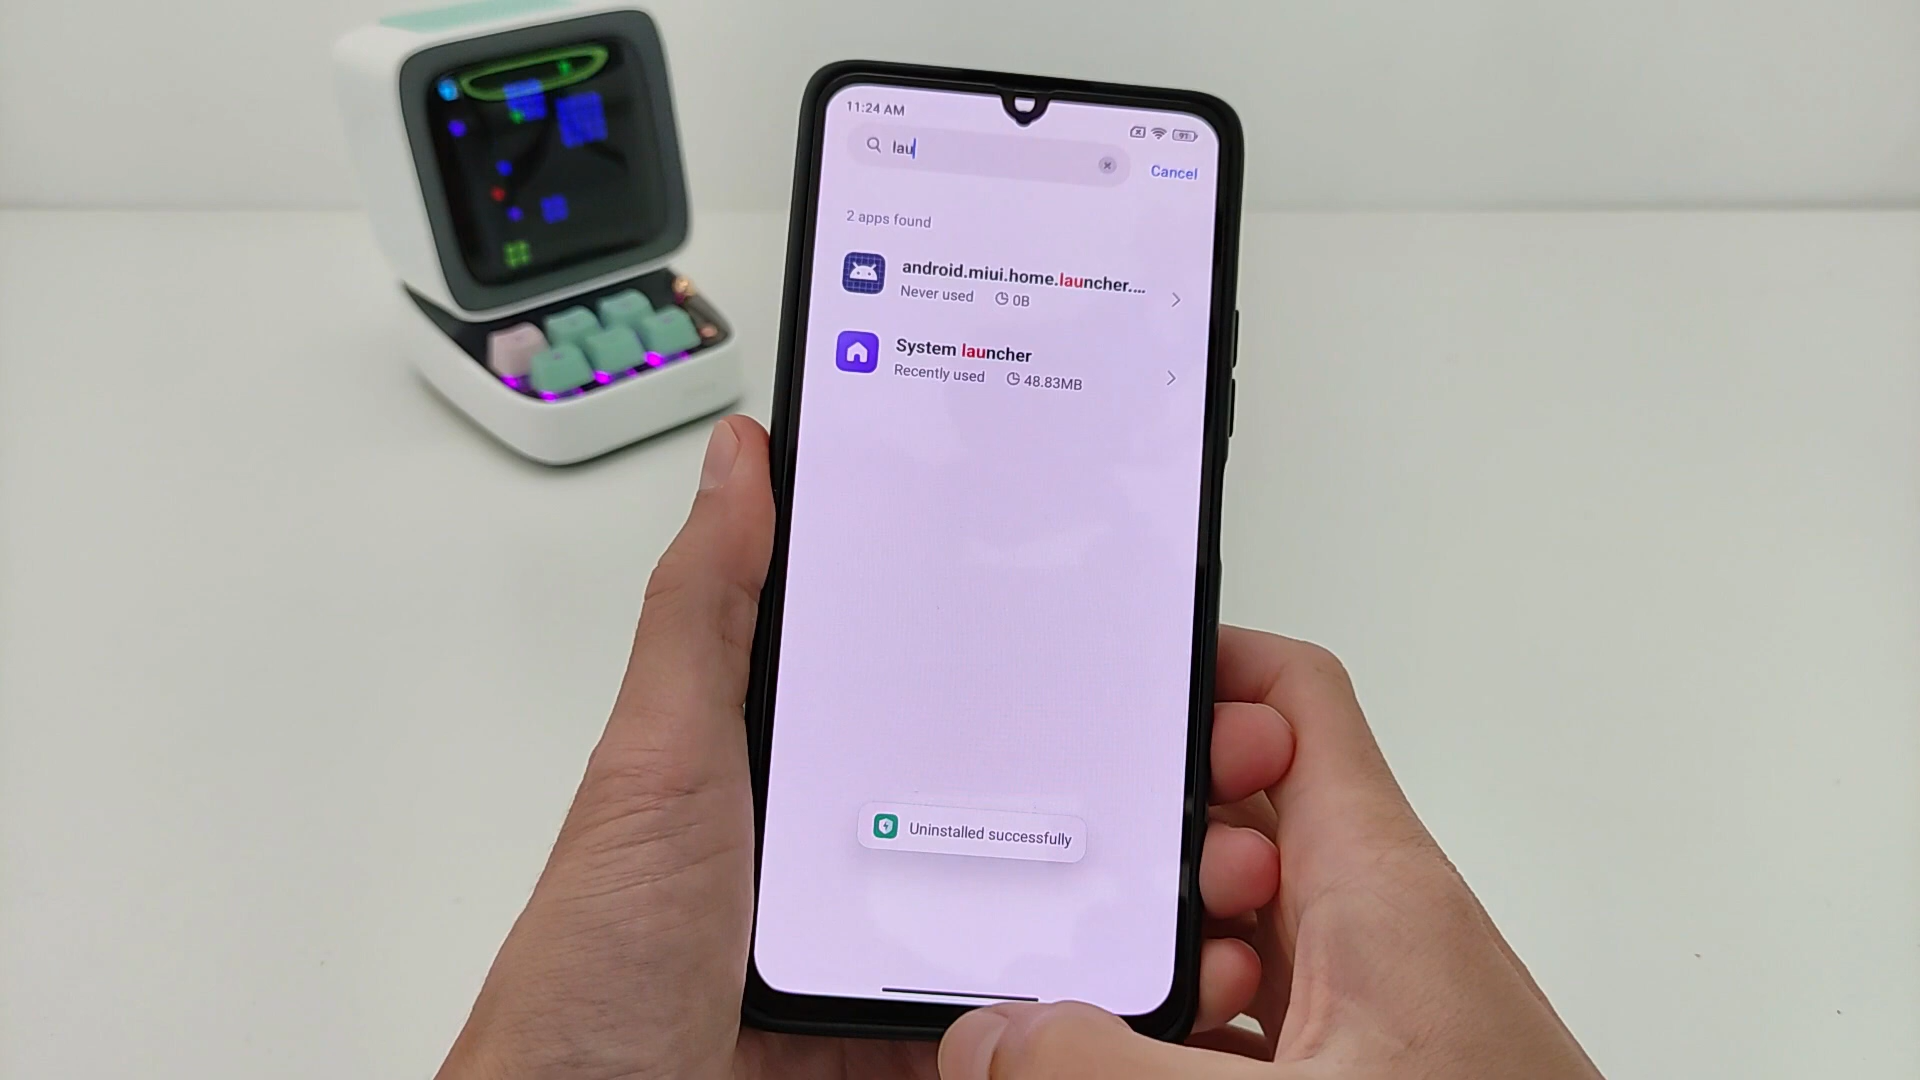 11:24 AM
91
lau
Cancel
2 apps found
android.miui.home.launcher....
Never used 0B
System launcher
Recently used 48.83MB
Uninstalled successfully